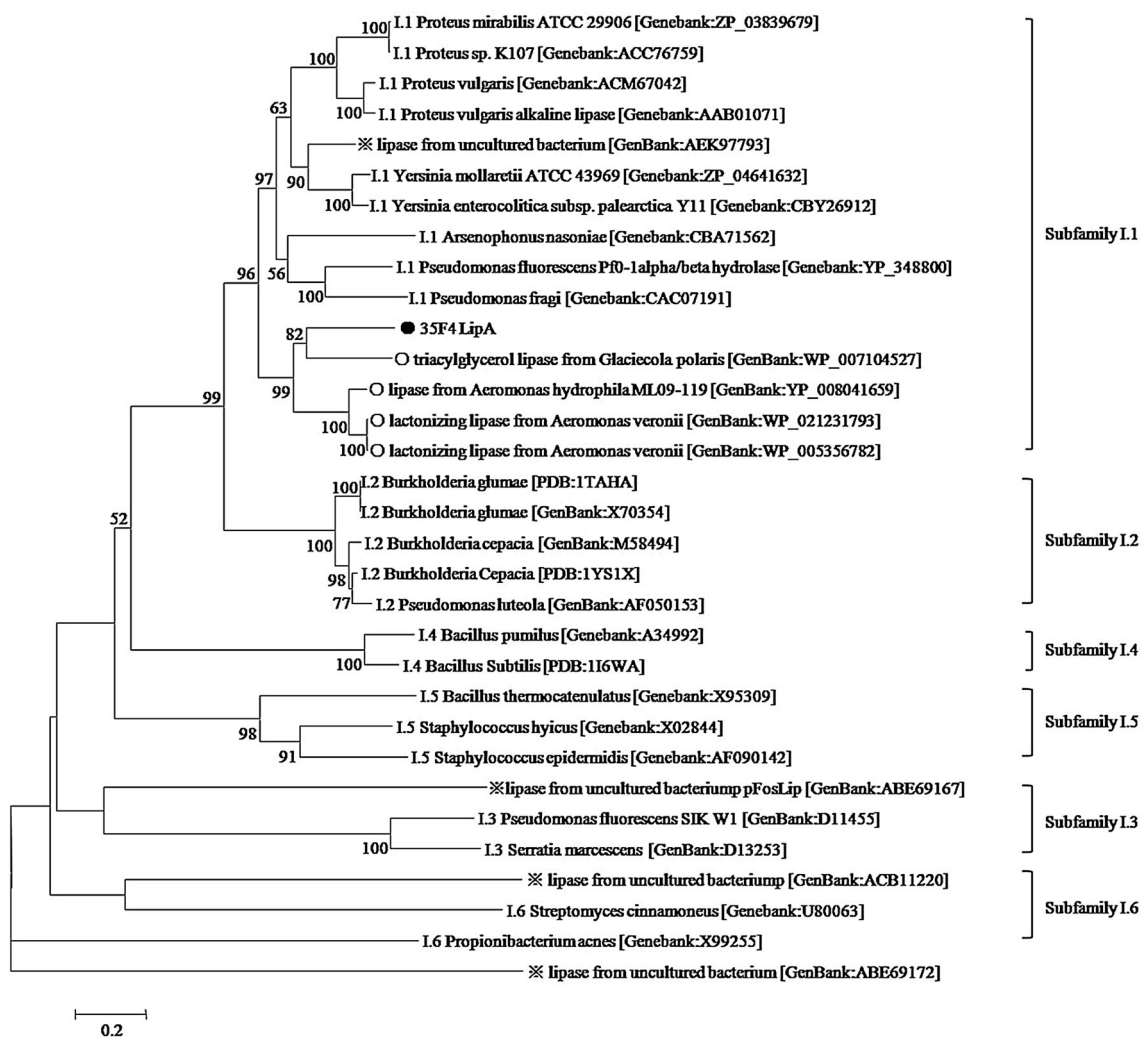 100 I.1 Proteus mirabilis ATCC 29906 [Genebank:ZP_03839679]
I.1 Proteus sp. K107 [Genebank:ACC76759]
100
I.1 Proteus vulgaris [Genebank:ACM67042]
63
100 I.1 Proteus vulgaris alkaline lipase [Genebank:AAB01071]
※ lipase from uncultured bacterium [GenBank:AEK97793]
97 90 I.1 Yersinia mollaretii ATCC 43969 [Genebank:ZP_04641632]
100 I.1 Yersinia enterocolitica subsp. palearctica Y11 [Genebank:CBY26912]
Subfamily I.1
I.1 Arsenophonus nasoniae [Genebank:CBA71562]
96 56 I.1 Pseudomonas fluorescens Pf0-1alpha/beta hydrolase [Genebank:YP_348800]
100 I.1 Pseudomonas fragi [Genebank:CAC07191]
82 ● 35F4 LipA
○ triacylglycerol lipase from Glaciecola polaris [GenBank:WP_007104527]
99 99 ○ lipase from Aeromonas hydrophila ML09-119 [GenBank:YP_008041659]
100 ○ lactonizing lipase from Aeromonas veronii [GenBank:WP_021231793]
100 ○ lactonizing lipase from Aeromonas veronii [GenBank:WP_005356782]
100 I.2 Burkholderia glumae [PDB:1TAHA]
52 I.2 Burkholderia glumae [GenBank:X70354]
100 I.2 Burkholderia cepacia [GenBank:M58494]
Subfamily I.2
98 I.2 Burkholderia Cepacia [PDB:1YS1X]
77 I.2 Pseudomonas luteola [GenBank:AF050153]
I.4 Bacillus pumilus [Genebank:A34992]
Subfamily I.4
100 I.4 Bacillus Subtilis [PDB:1I6WA]
I.5 Bacillus thermocatenulatus [Genebank:X95309]
Subfamily I.5
98 I.5 Staphylococcus hyicus [Genebank:X02844]
91 I.5 Staphylococcus epidermidis [Genebank:AF090142]
※lipase from uncultured bacteriump pFosLip [GenBank:ABE69167]
I.3 Pseudomonas fluorescens SIK W1 [GenBank:D11455]
Subfamily I.3
100 I.3 Serratia marcescens [GenBank:D13253]
※ lipase from uncultured bacteriump [GenBank:ACB11220]
I.6 Streptomyces cinnamoneus [Genebank:U80063]
Subfamily I.6
I.6 Propionibacterium acnes [Genebank:X99255]
※ lipase from uncultured bacterium [GenBank:ABE69172]
0.2